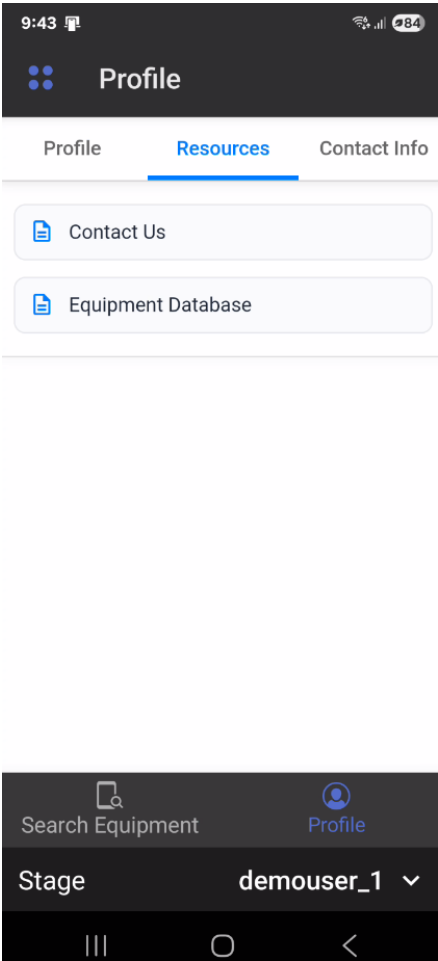 9:43 84
Profile
Profile Resources Contact Info
Contact Us
Equipment Database
Search Equipment Profile
Stage demouser_1